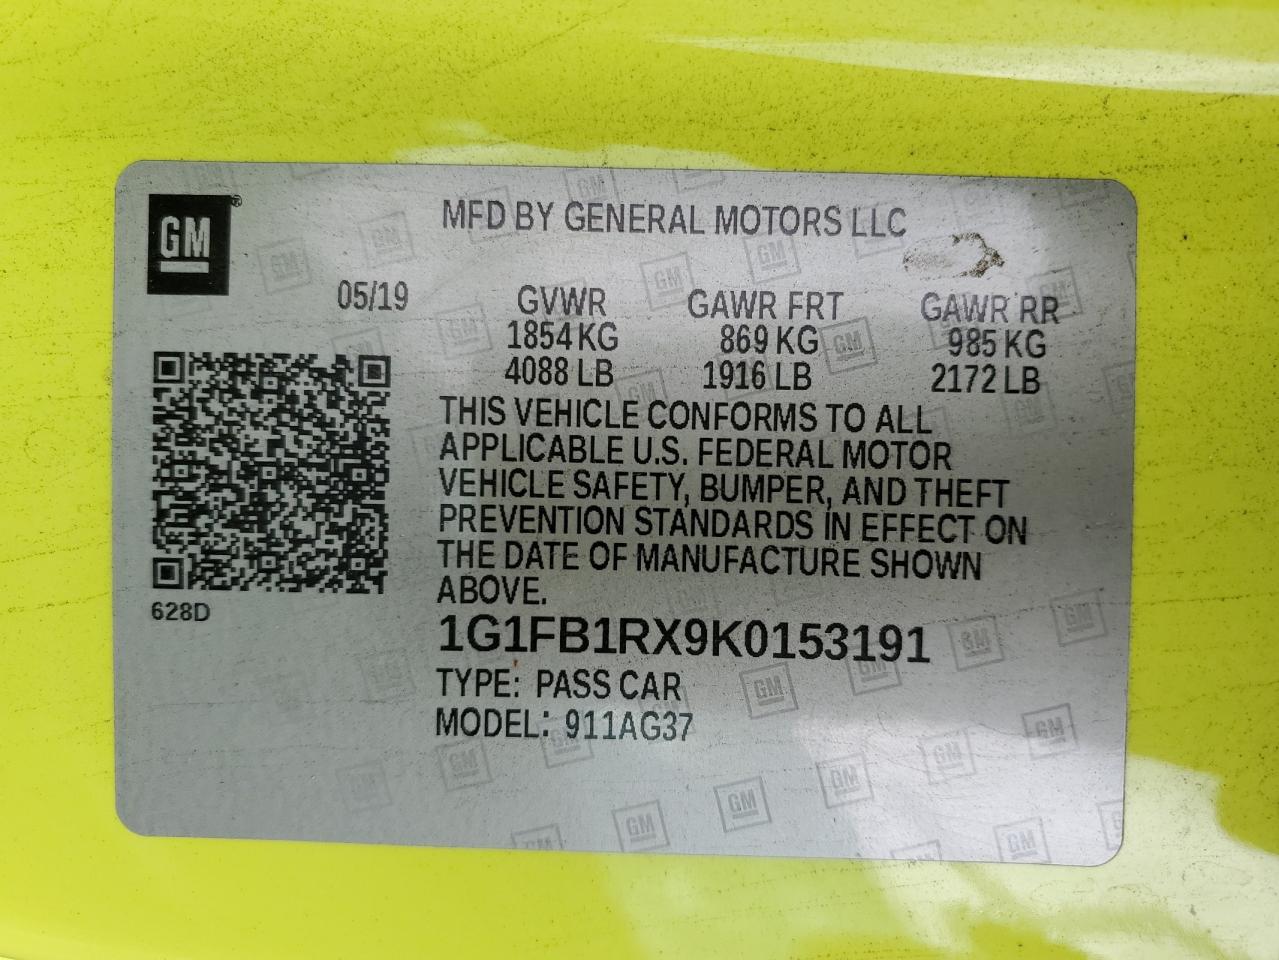 GM
MFD BY GENERAL MOTORS LLC
05/19 GVWR GAWR FRT GAWR RR
1854 KG 869 KG 985 KG
4088 LB 1916 LB 2172 LB
THIS VEHICLE CONFORMS TO ALL
APPLICABLE U.S. FEDERAL MOTOR
VEHICLE SAFETY, BUMPER, AND THEFT
PREVENTION STANDARDS IN EFFECT ON
THE DATE OF MANUFACTURE SHOWN
ABOVE.
628D
1G1FB1RX9K0153191
TYPE: PASS CAR
MODEL: 911AG37